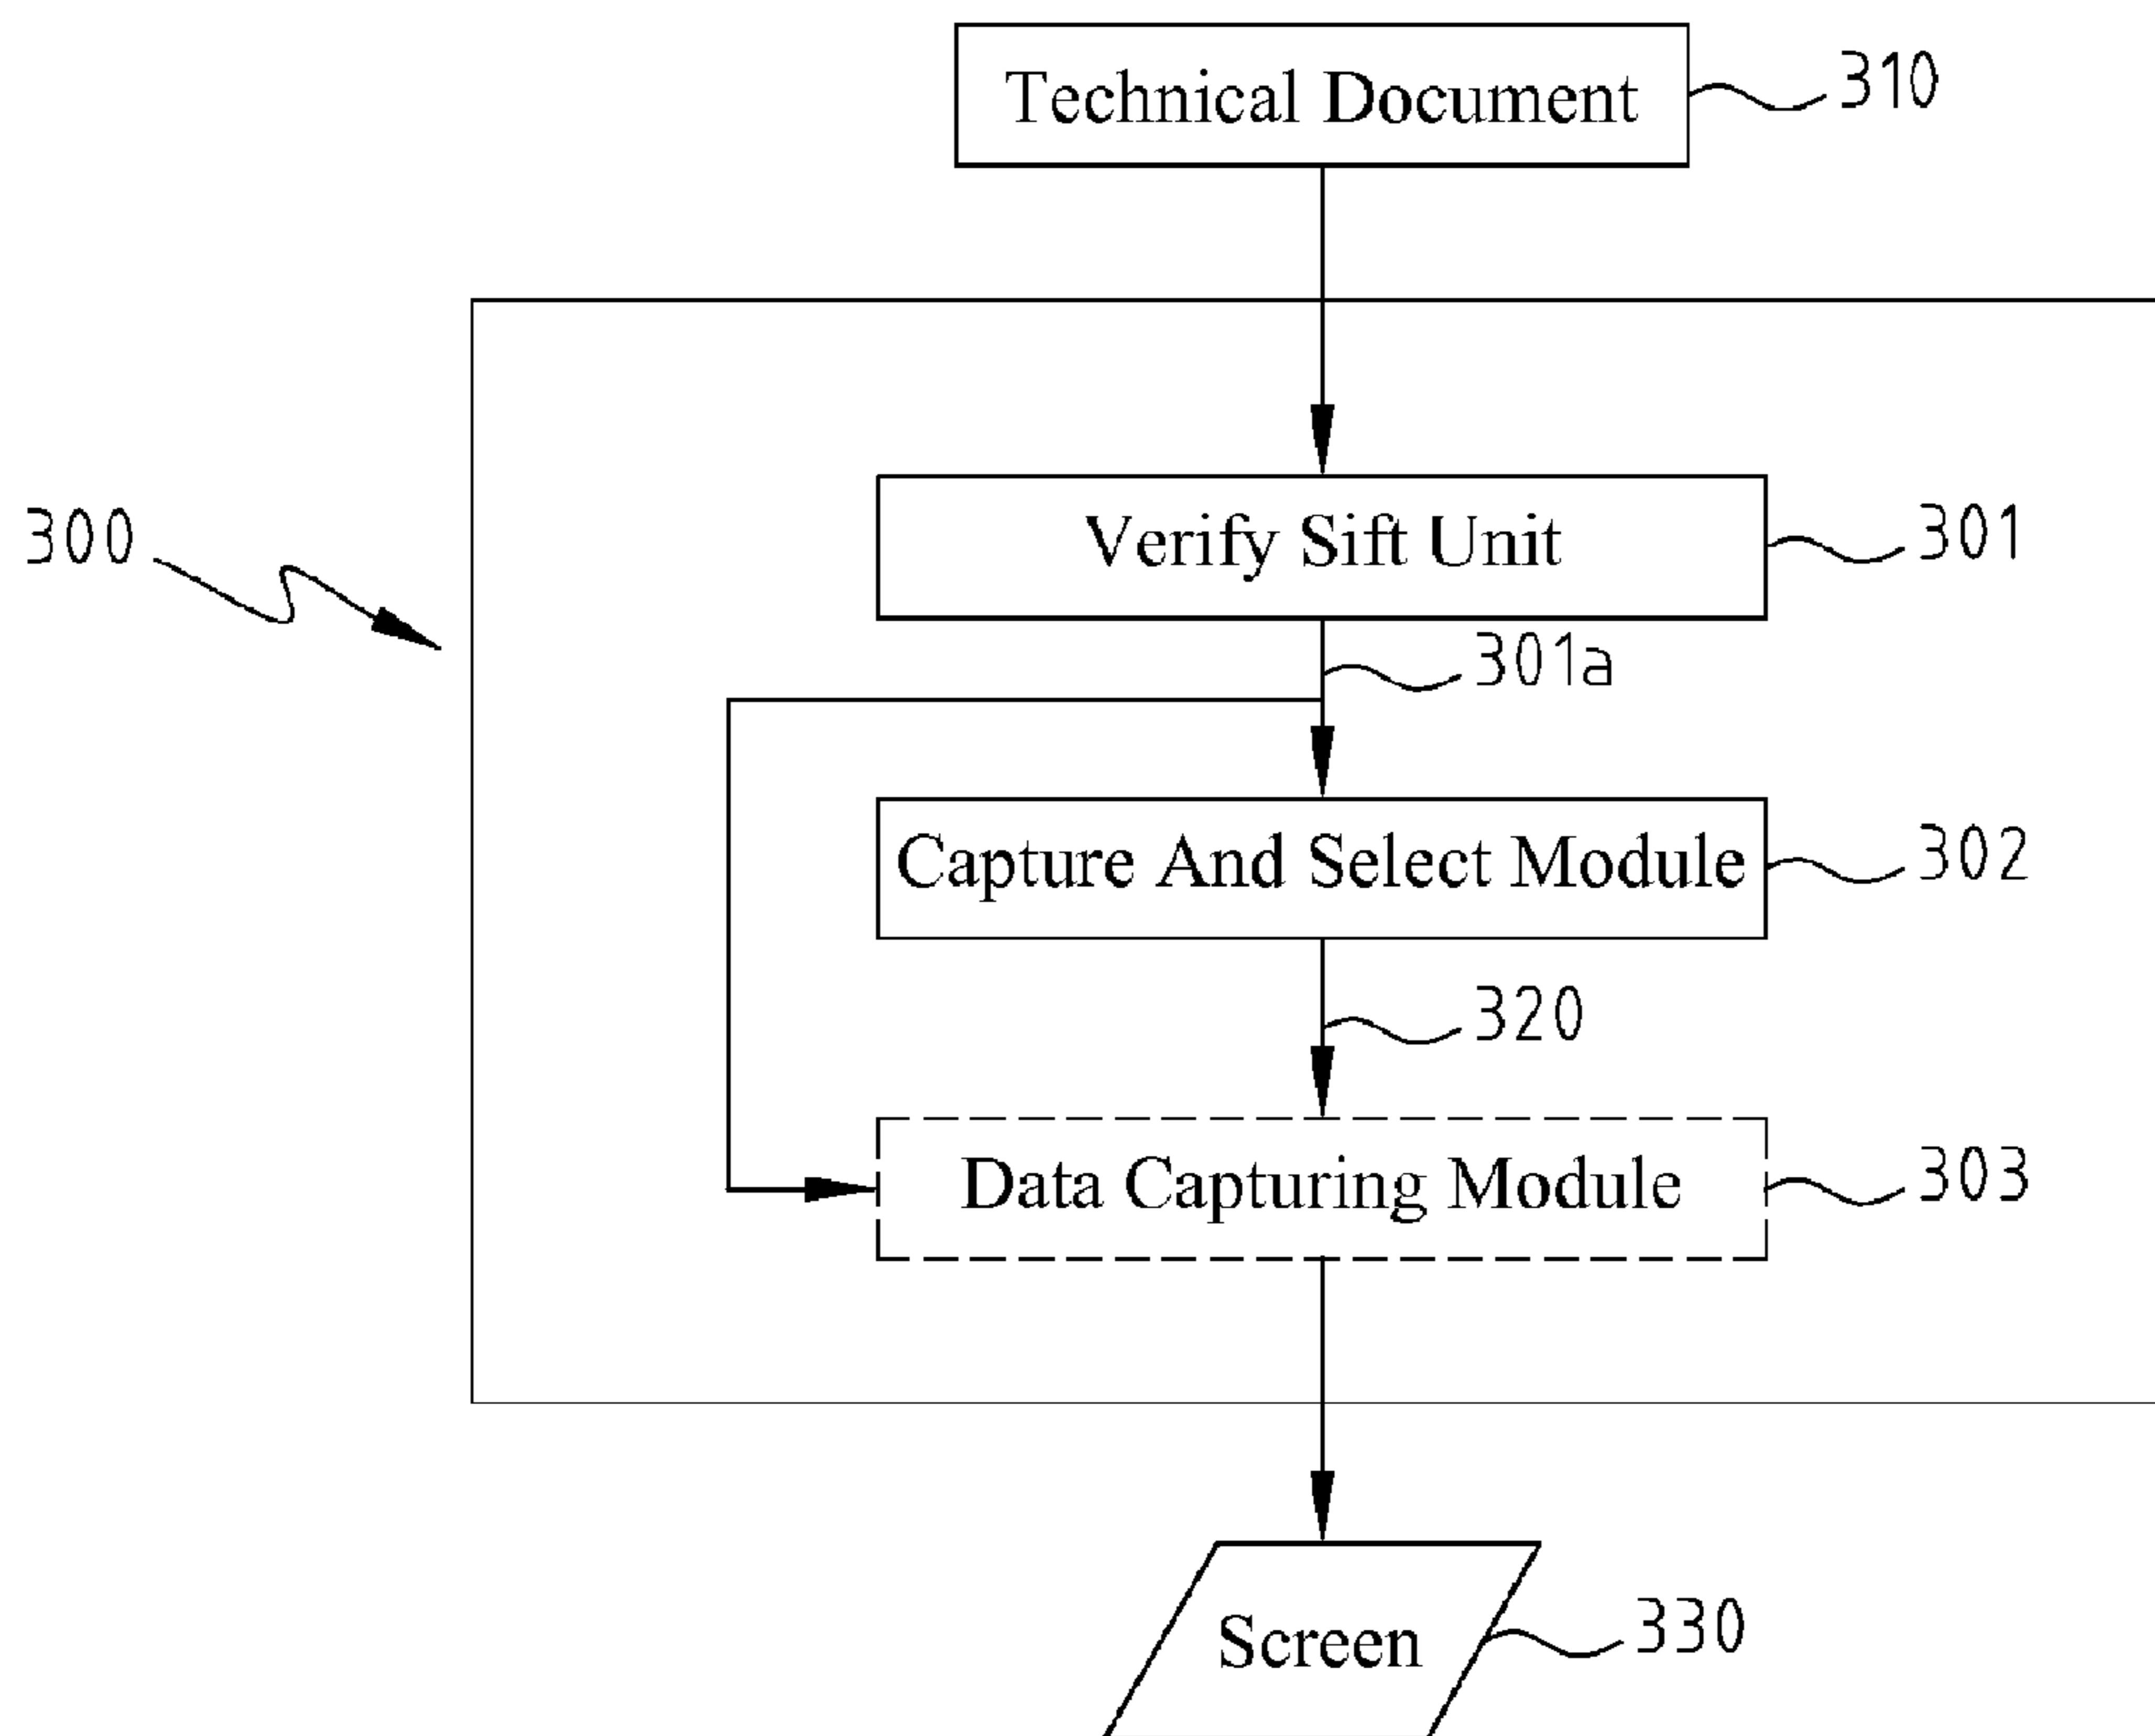 Technical Document
310
300
Verify Sift Unit
301
301a
Capture And Select Module
302
320
Data Capturing Module
303
Screen
330